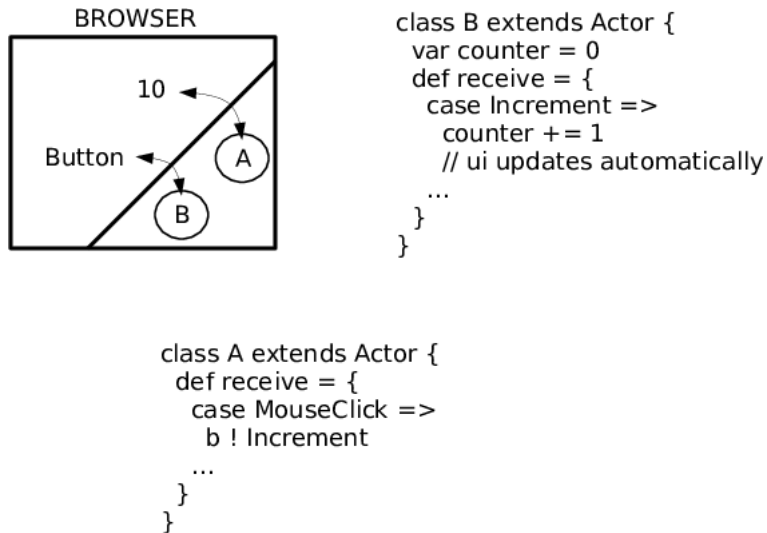 BROWSER
10
A
Button
B
class B extends Actor {
var counter = 0
def receive = {
case Increment =>
counter += 1
// ui updates automatically
...
}
}
class A extends Actor {
def receive = {
case MouseClick =>
b ! Increment
...
}
}